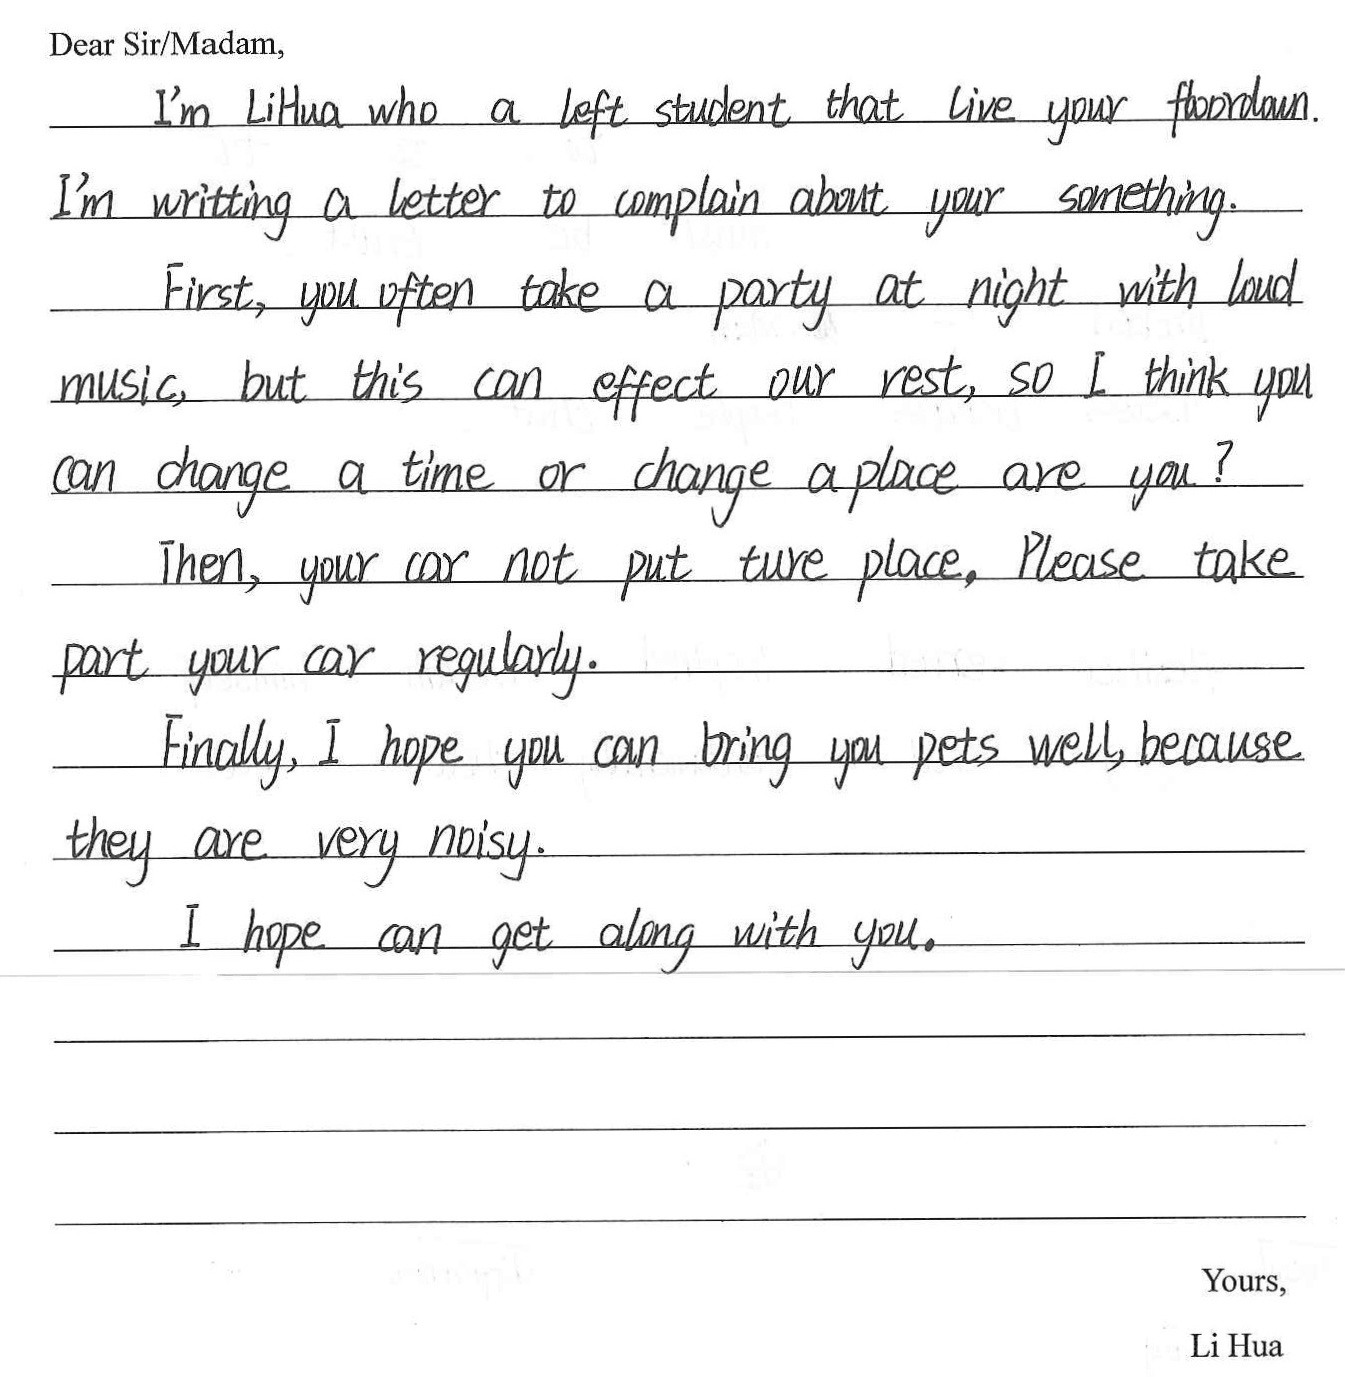 Dear Sir/Madam,
I'm LiHua who a left student that live your floordown.
I'm writting a letter to complain about your something.
First, you often take a party at night with loud
music, but this can effect our rest, so I think you
can change a time or change a place are you?
Then, your car not put ture place. Please take
part your car regularly.
Finally, I hope you can bring you pets well, because
they are very noisy.
I hope can get along with you.
Yours,
Li Hua